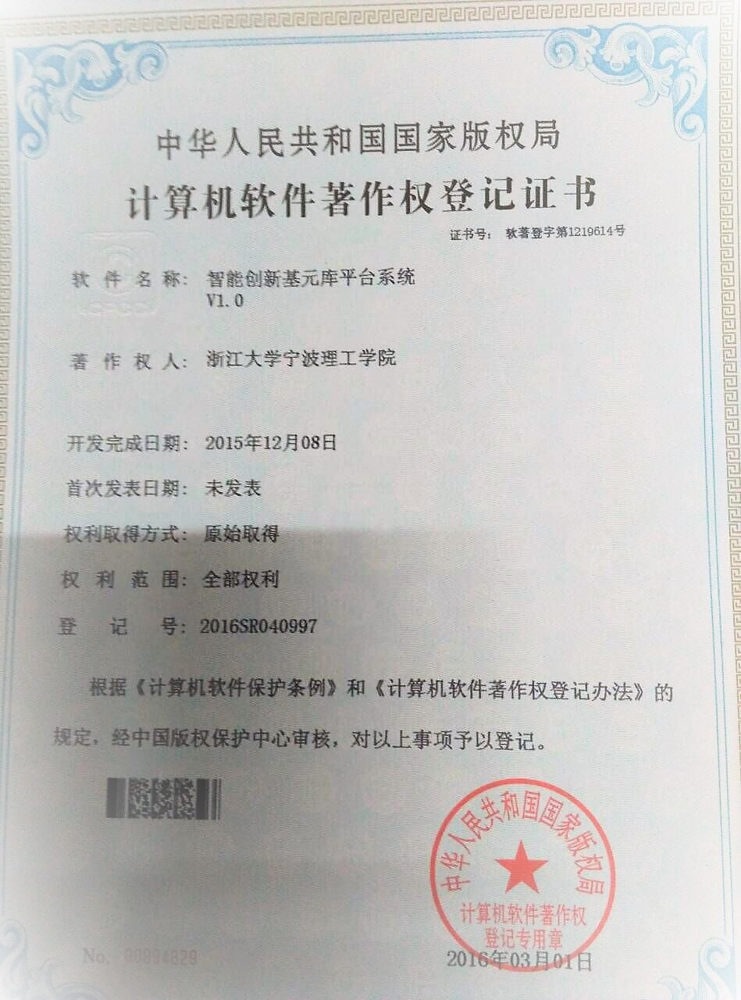 中华人民共和国国家版权局
计算机软件著作权登记证书
证书号: 软著登字第1219614号
软件名称: 智能创新基元库平台系统
V1.0
著作权人: 浙江大学宁波理工学院
开发完成日期: 2015年12月08日
首次发表日期: 未发表
权利取得方式: 原始取得
权利范围: 全部权利
登记号: 2016SR040997
根据《计算机软件保护条例》和《计算机软件著作权登记办法》的
规定，经中国版权保护中心审核，对以上事项予以登记。
中华人民共和国国家版权局
计算机软件著作权
登记专用章
2016年03月01日
No.